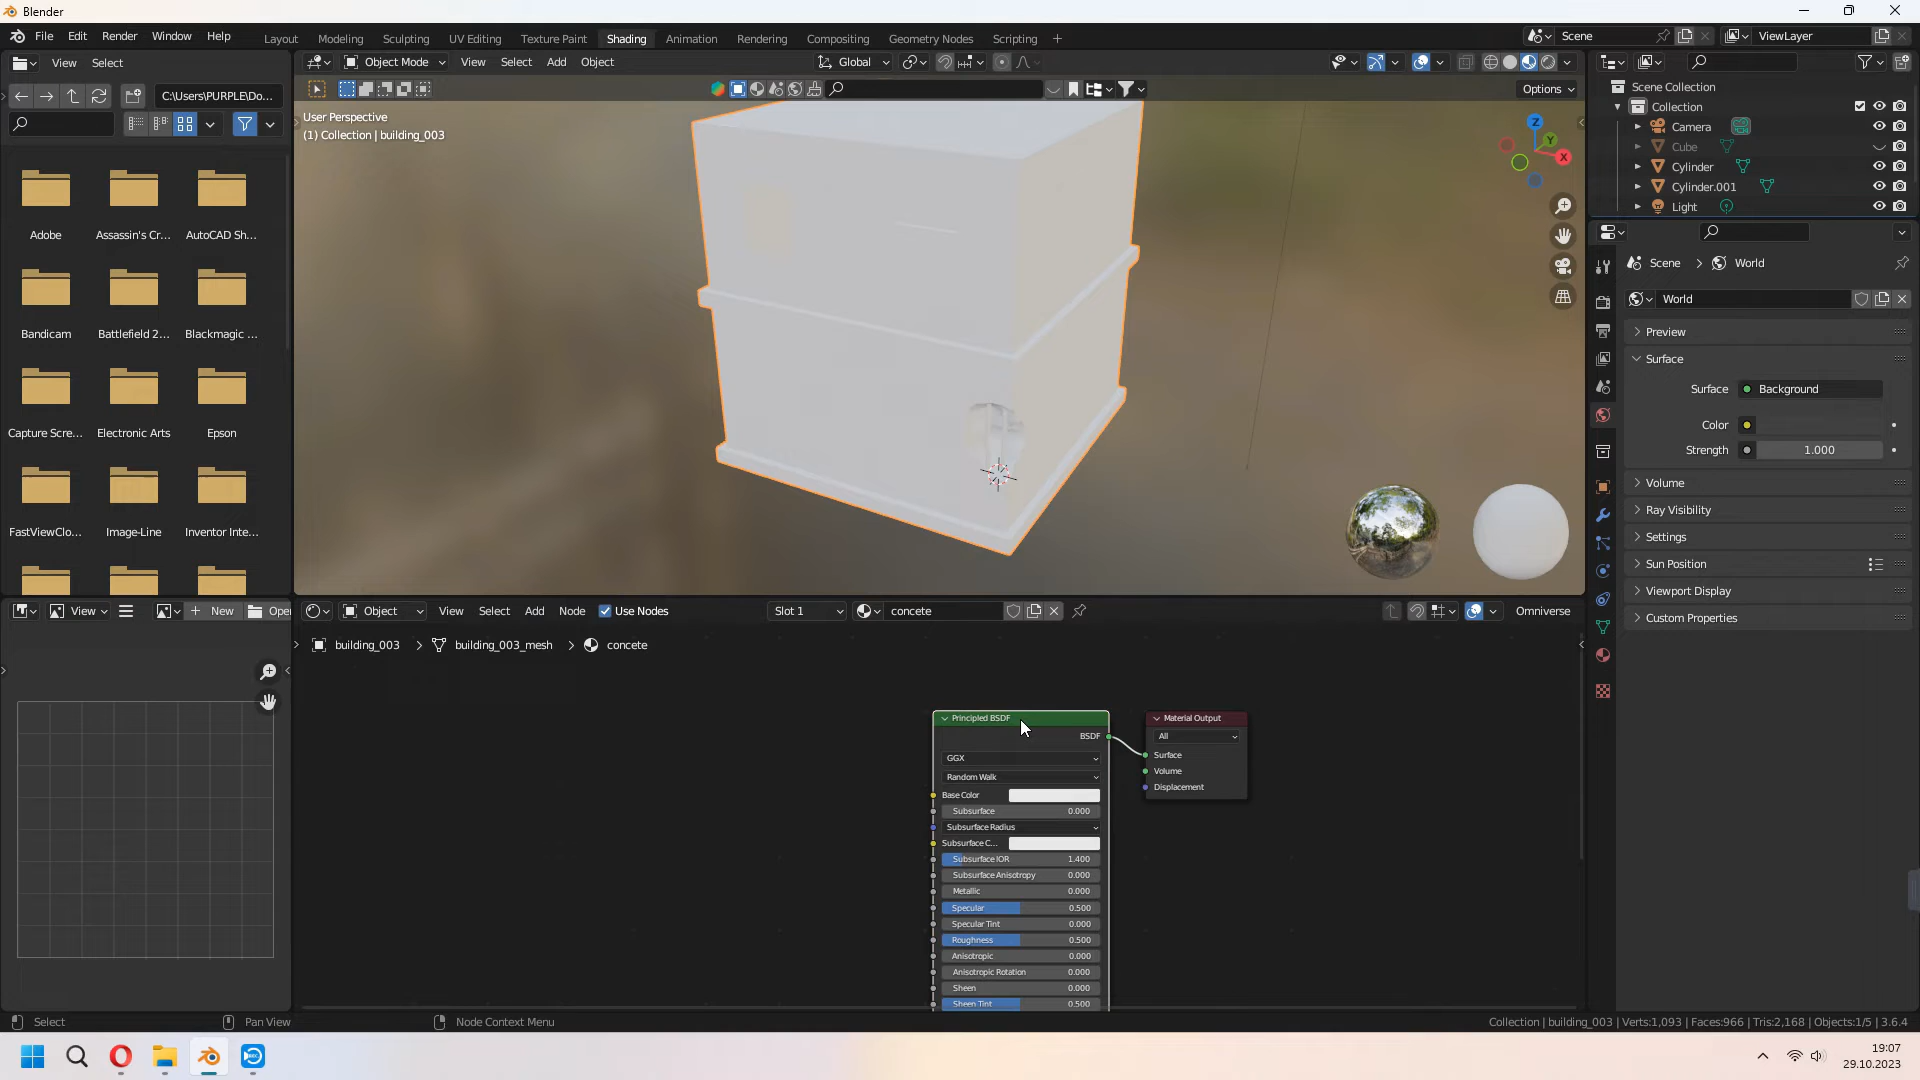 Blender
File Edit Render Window Help
Layout Modeling Sculpting UV Editing Texture Paint Shading Animation Rendering Compositing Geometry Nodes Scripting
Scene
ViewLayer
View Select
Object Mode View Select Add Object
Global
C:\Users\PURPLE\Do...
Options
User Perspective
(1) Collection | building_003
Z
Y
X
Scene Collection
Collection
Camera
Cube
Cylinder
Cylinder.001
Light
Adobe Assassin's Cr... AutoCAD Sh...
Bandicam Battlefield 2... Blackmagic ...
Capture Scre... Electronic Arts Epson
FastViewClo... Image-Line Inventor Inte...
Scene > World
World
Preview
Surface
Surface Background
Color
Strength 1.000
Volume
Ray Visibility
Settings
Sun Position
Viewport Display
Custom Properties
View New Open
Object View Select Add Node Use Nodes Slot 1 concete
Omniverse
building_003 > building_003_mesh > concete
Principled BSDF
BSDF
GGX
Random Walk
Base Color
Subsurface 0.000
Subsurface Radius
Subsurface C...
Subsurface IOR 1.400
Subsurface Anisotropy 0.000
Metallic 0.000
Specular 0.500
Specular Tint 0.000
Roughness 0.500
Anisotropic 0.000
Anisotropic Rotation 0.000
Sheen 0.000
Sheen Tint 0.500
Material Output
All
Surface
Volume
Displacement
Select Pan View Node Context Menu
Collection | building_003 | Verts:1,093 | Faces:966 | Tris:2,168 | Objects:1/5 | 3.6.4
REC
19:07
29.10.2023